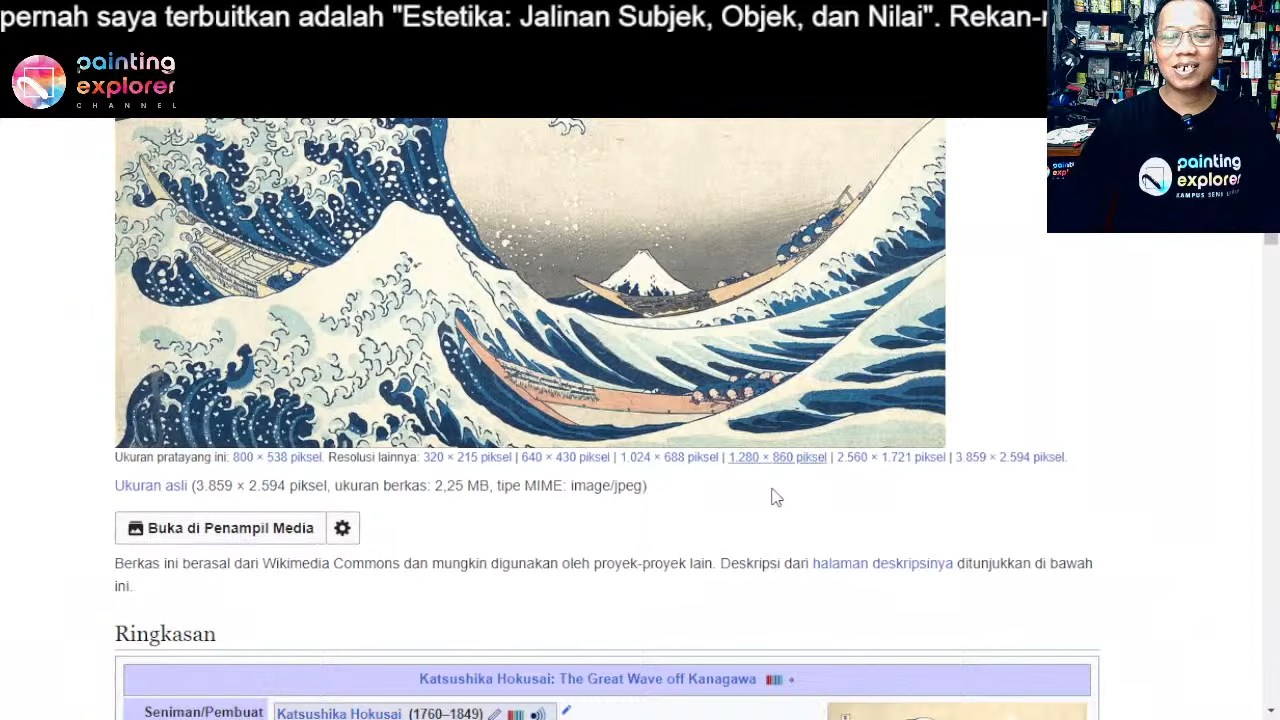 pernah saya terbuitkan adalah "Estetika: Jalinan Subjek, Objek, dan Nilai". Rekan-r
painting
explorer
CHANNEL
painting
explorer
KAMPUS SENI
Ukuran pratayang ini: 800 × 538 piksel. Resolusi lainnya: 320 × 215 piksel | 640 × 430 piksel | 1.024 × 688 piksel | 1.280 × 860 piksel | 2.560 × 1.721 piksel | 3.859 × 2.594 piksel.
Ukuran asli (3.859 × 2.594 piksel, ukuran berkas: 2,25 MB, tipe MIME: image/jpeg)
Buka di Penampil Media
Berkas ini berasal dari Wikimedia Commons dan mungkin digunakan oleh proyek-proyek lain. Deskripsi dari halaman deskripsinya ditunjukkan di bawah
ini.
Ringkasan
Katsushika Hokusai: The Great Wave off Kanagawa
Seniman/Pembuat Katsushika Hokusai (1760–1849)